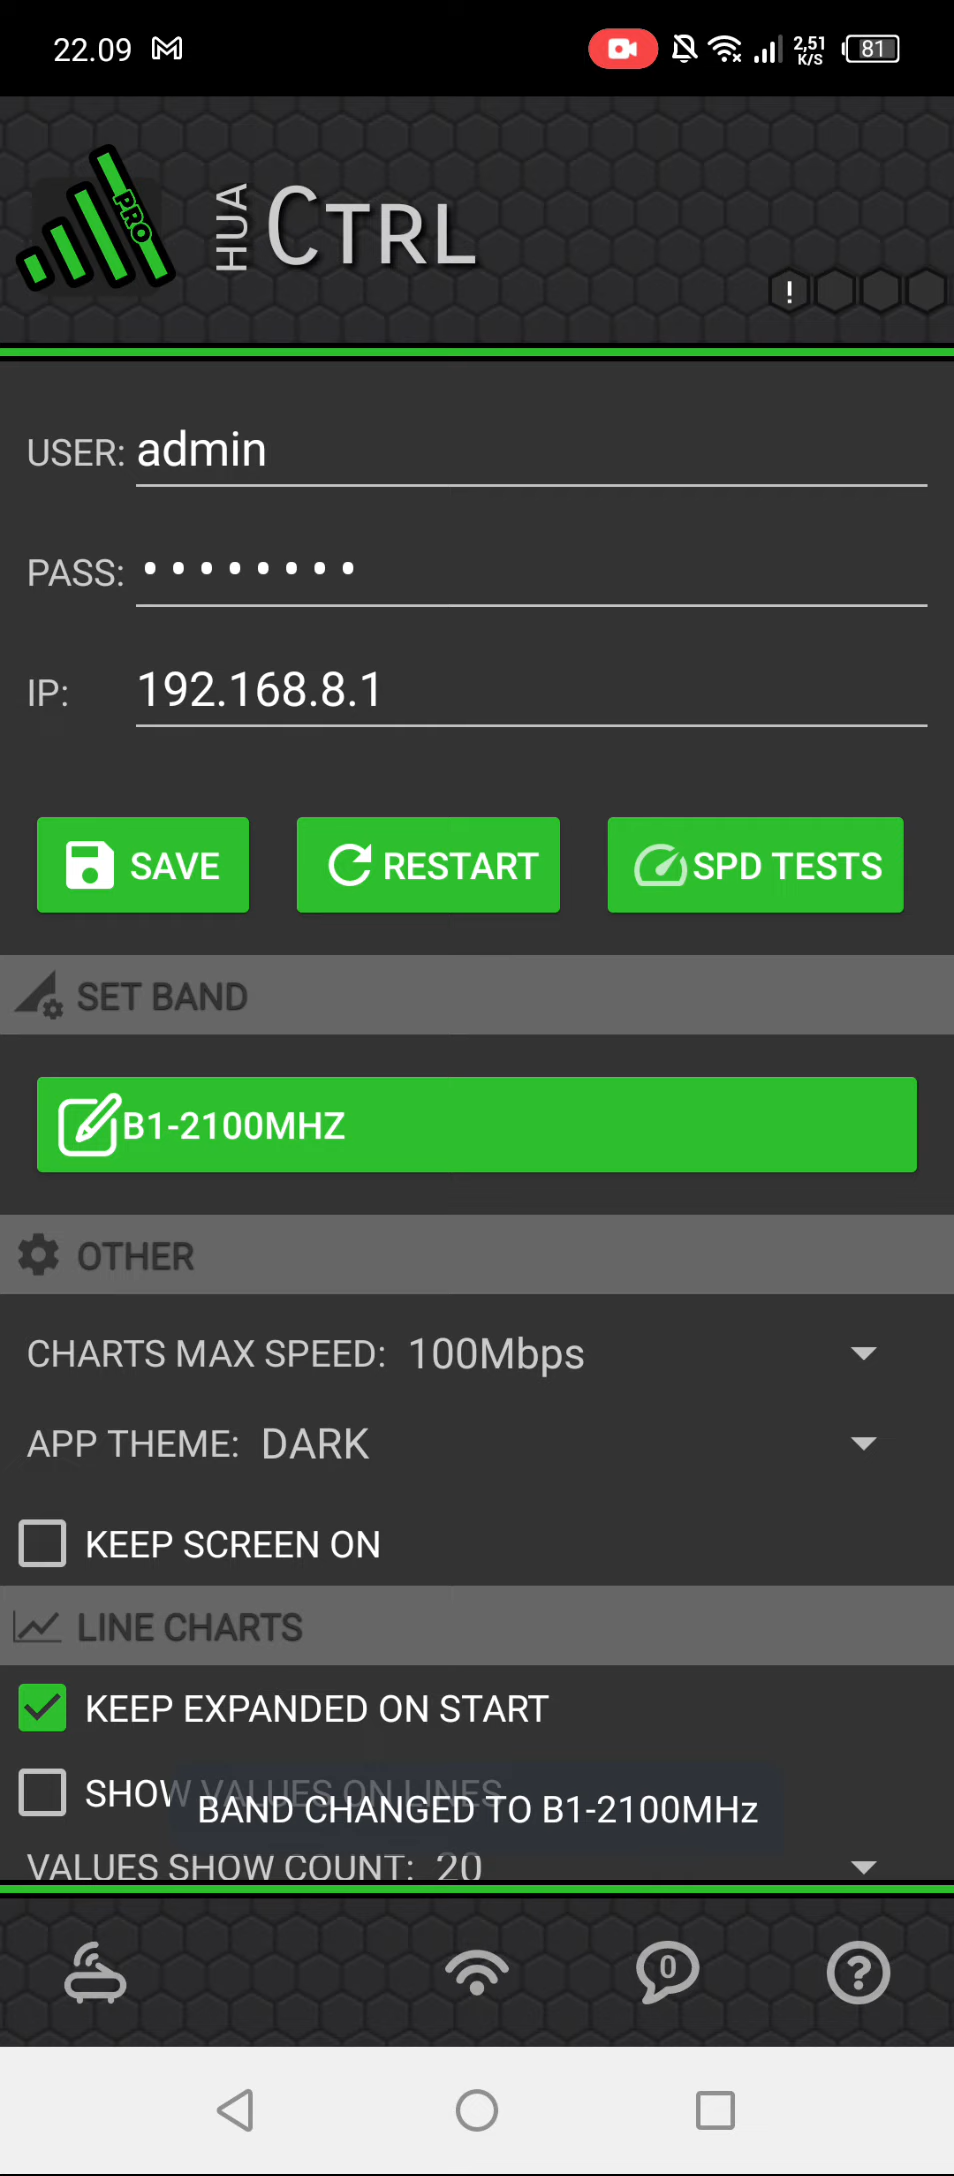 22.09
2,51
K/S
81
PRO
HUA
CTRL
!
USER: admin
PASS: ••••••••
IP: 192.168.8.1
SAVE
RESTART
SPD TESTS
SET BAND
B1-2100MHZ
OTHER
CHARTS MAX SPEED: 100Mbps
APP THEME: DARK
KEEP SCREEN ON
LINE CHARTS
KEEP EXPANDED ON START
SHOW VALUES ON LINES
BAND CHANGED TO B1-2100MHz
VALUES SHOW COUNT: 20
0
?